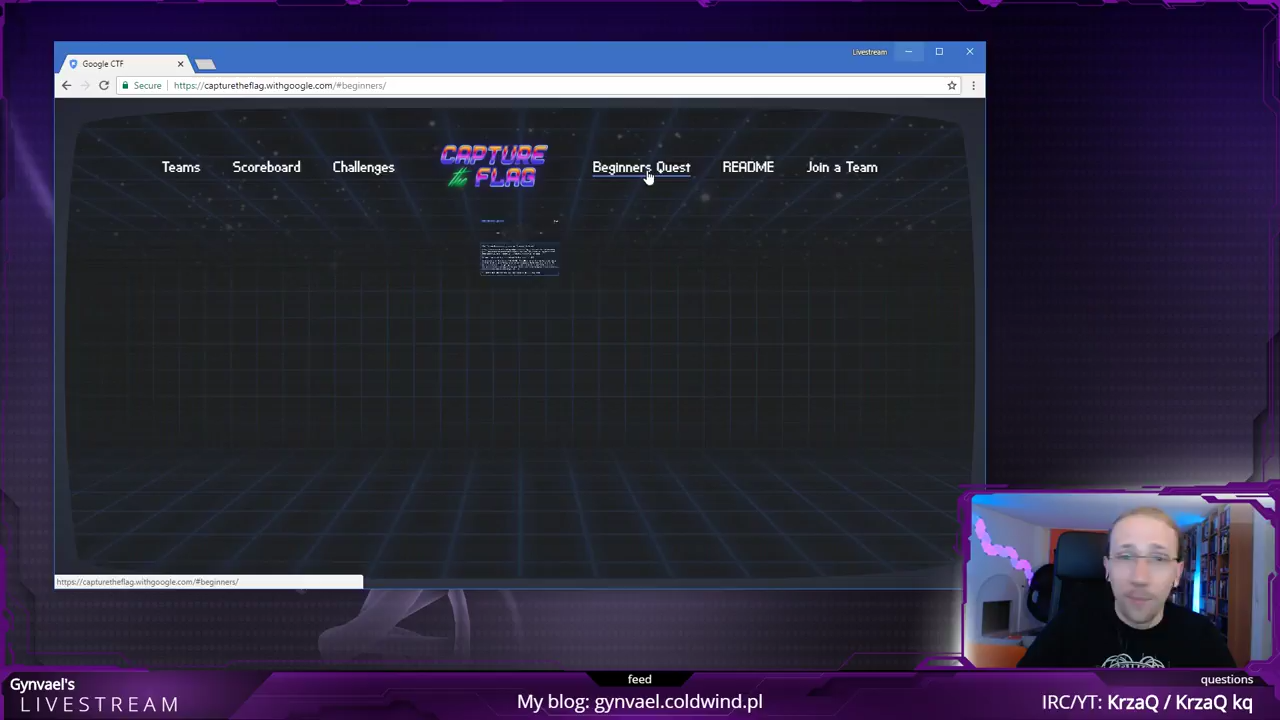 Livestream
Google CTF
Secure
https://capturetheflag.withgoogle.com/#beginners/
Teams
Scoreboard
Challenges
CAPTURE
the FLAG
Beginners Quest
README
Join a Team
https://capturetheflag.withgoogle.com/#beginners/
Gynvael's
LIVESTREAM
feed
My blog: gynvael.coldwind.pl
questions
IRC/YT: KrzaQ / KrzaQ kq